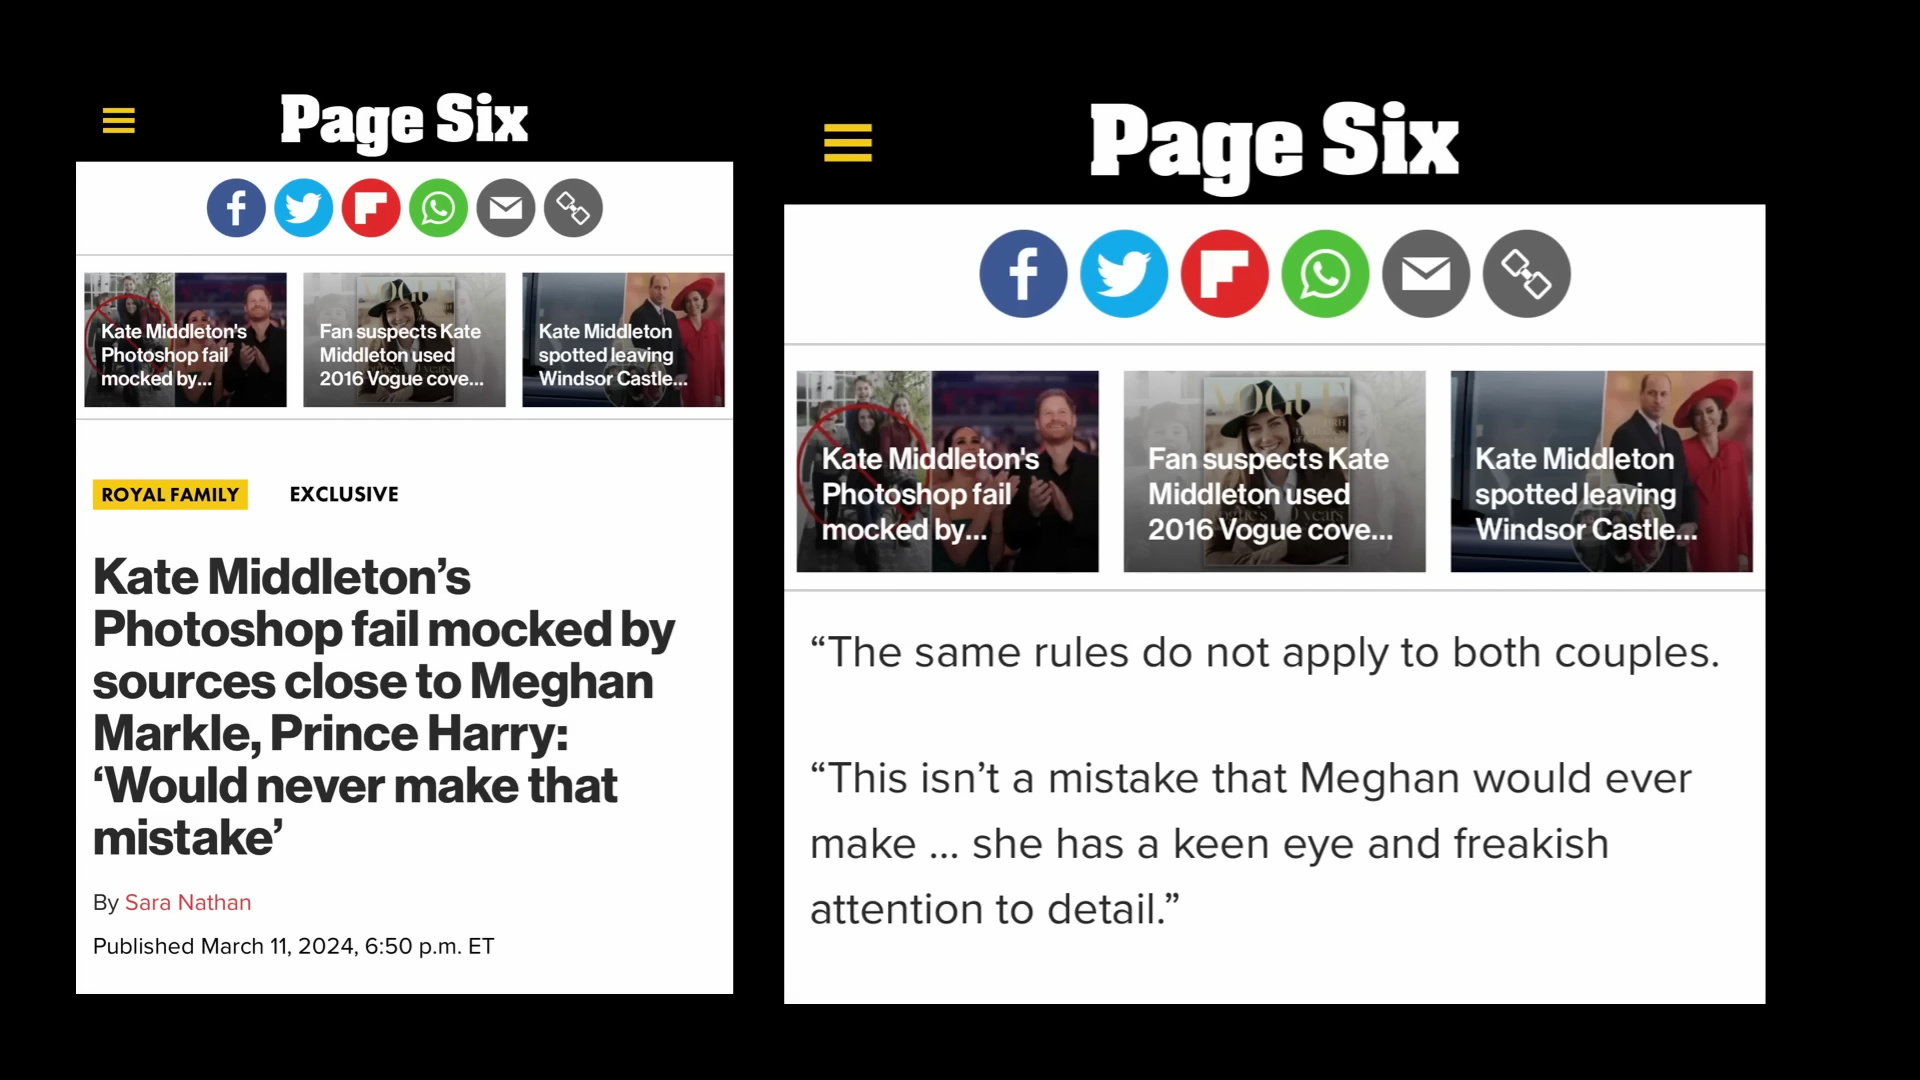 Page Six
Kate Middleton's
Photoshop fail
mocked by...
Fan suspects Kate
Middleton used
2016 Vogue cove...
Kate Middleton
spotted leaving
Windsor Castle...
ROYAL FAMILY
EXCLUSIVE
Kate Middleton’s
Photoshop fail mocked by
sources close to Meghan
Markle, Prince Harry:
‘Would never make that
mistake’
By Sara Nathan
Published March 11, 2024, 6:50 p.m. ET
Page Six
Kate Middleton's
Photoshop fail
mocked by...
VOGUE
Fan suspects Kate
Middleton used
2016 Vogue cove...
Kate Middleton
spotted leaving
Windsor Castle...
“The same rules do not apply to both couples.
“This isn’t a mistake that Meghan would ever
make ... she has a keen eye and freakish
attention to detail.”